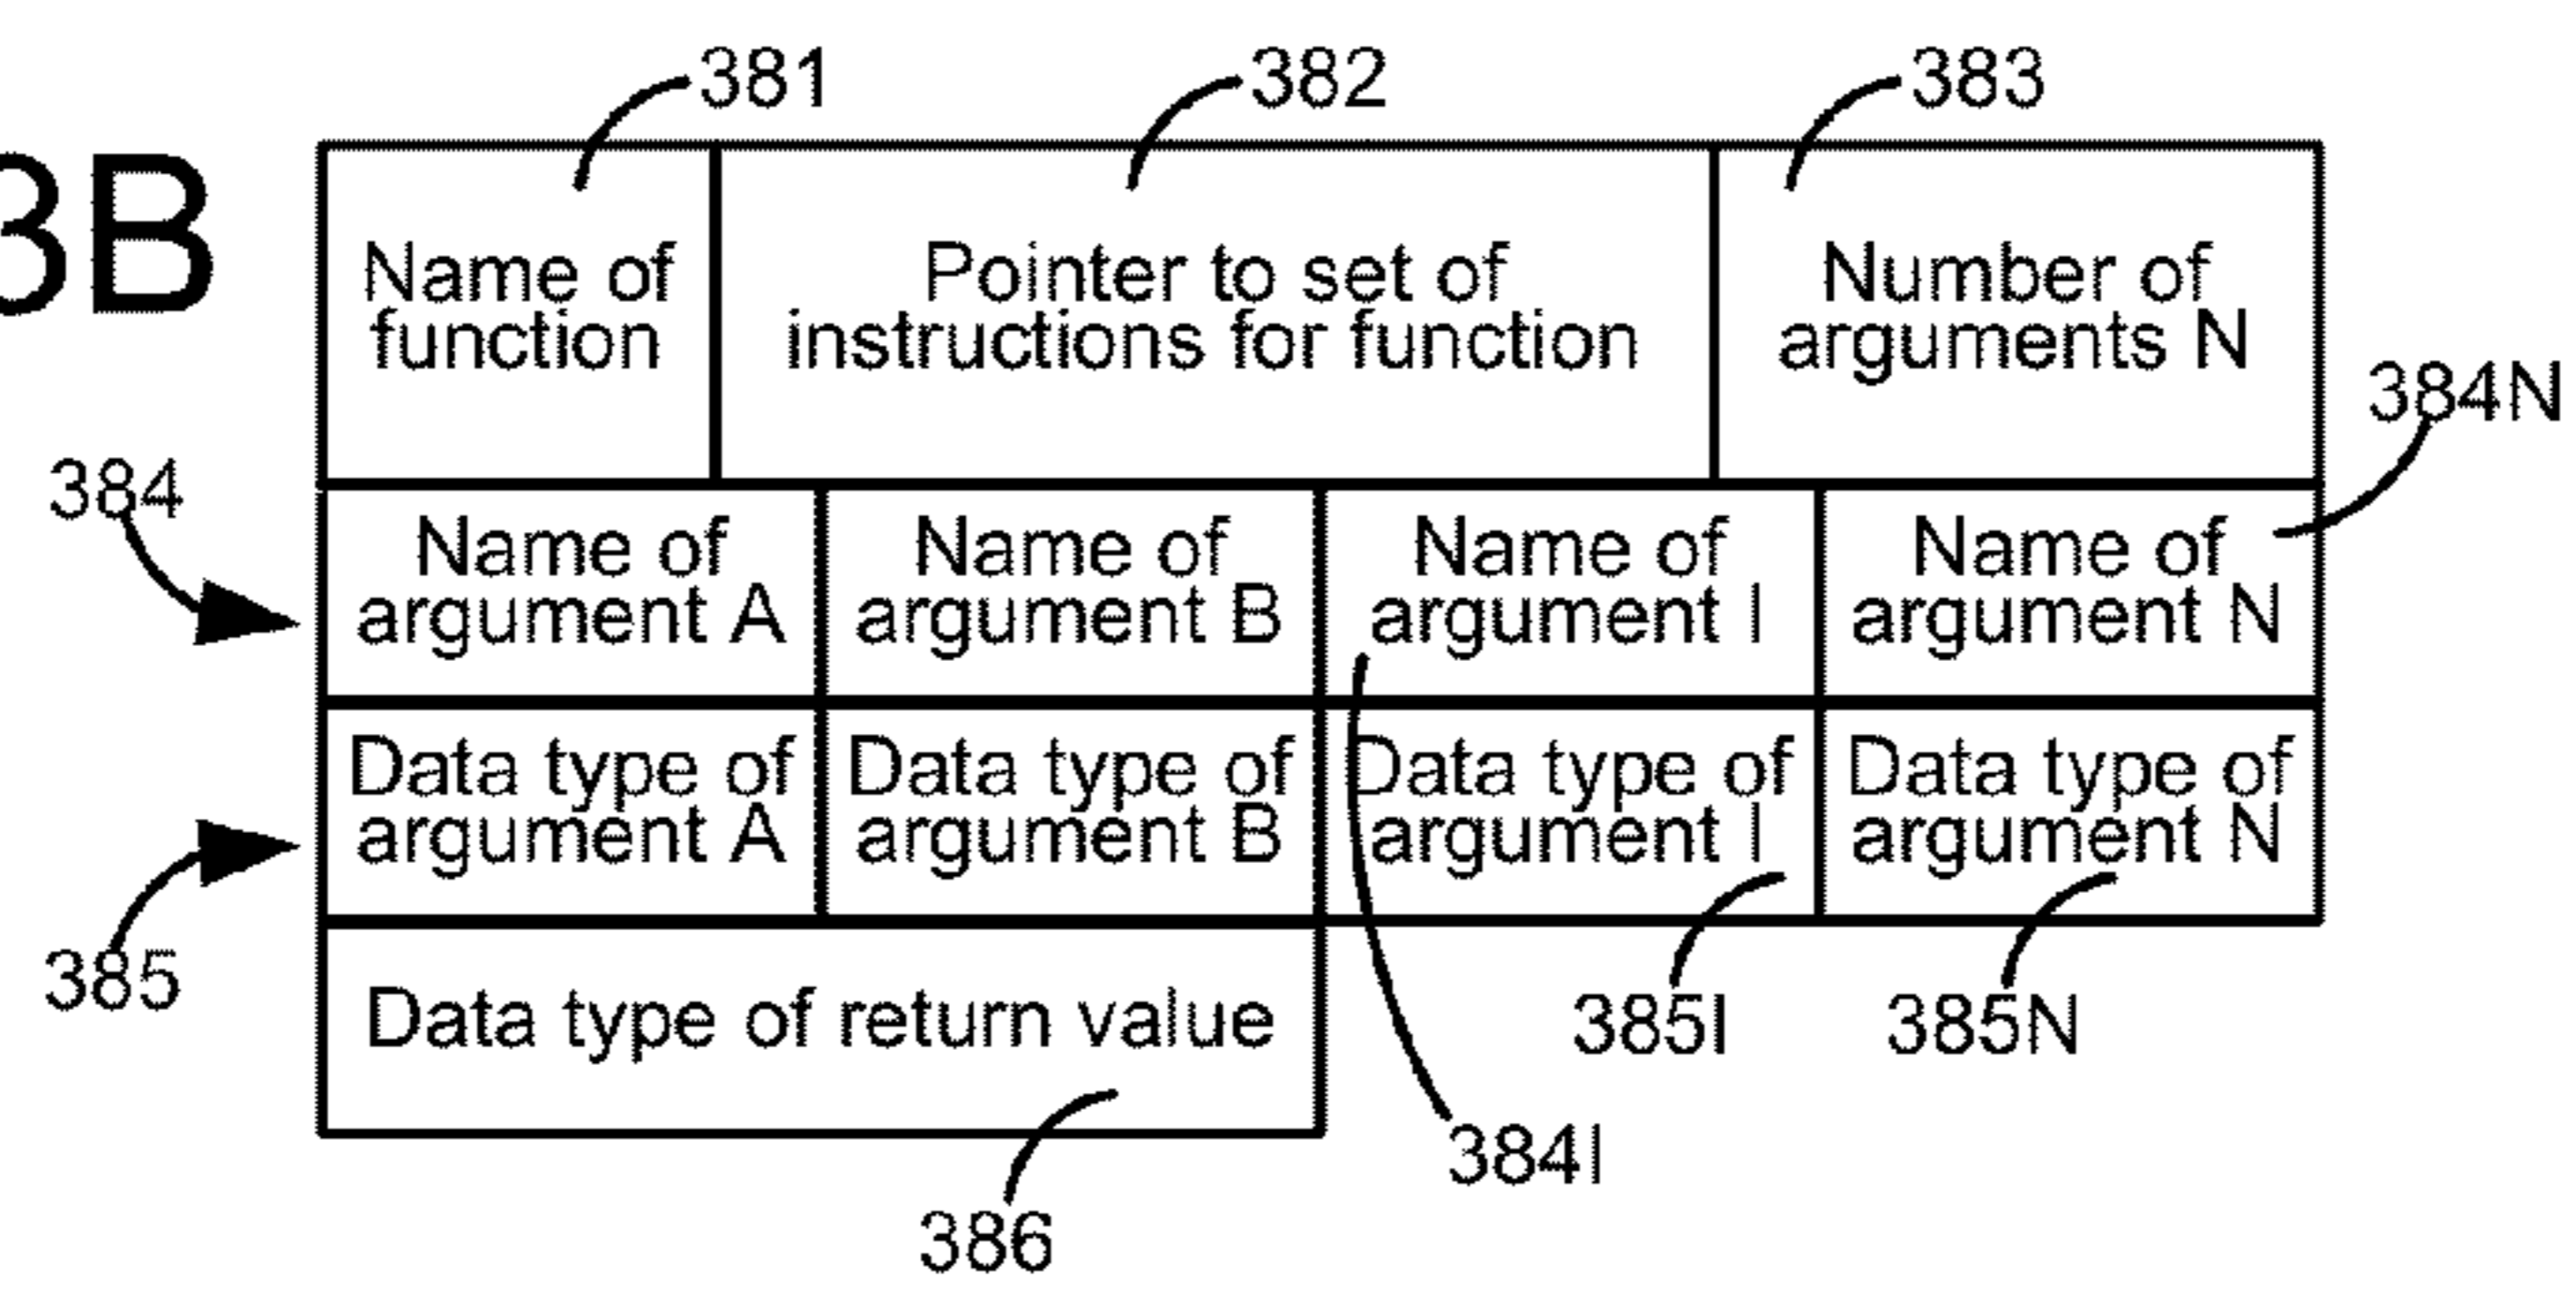 381
382
383
3B
Name of
function
Pointer to set of
instructions for function
Number of
arguments N
384N
384
Name of
argument A
Name of
argument B
Name of
argument I
Name of
argument N
Data type of
argument A
Data type of
argument B
Data type of
argument I
Data type of
argument N
385
Data type of return value
385I
385N
384I
386